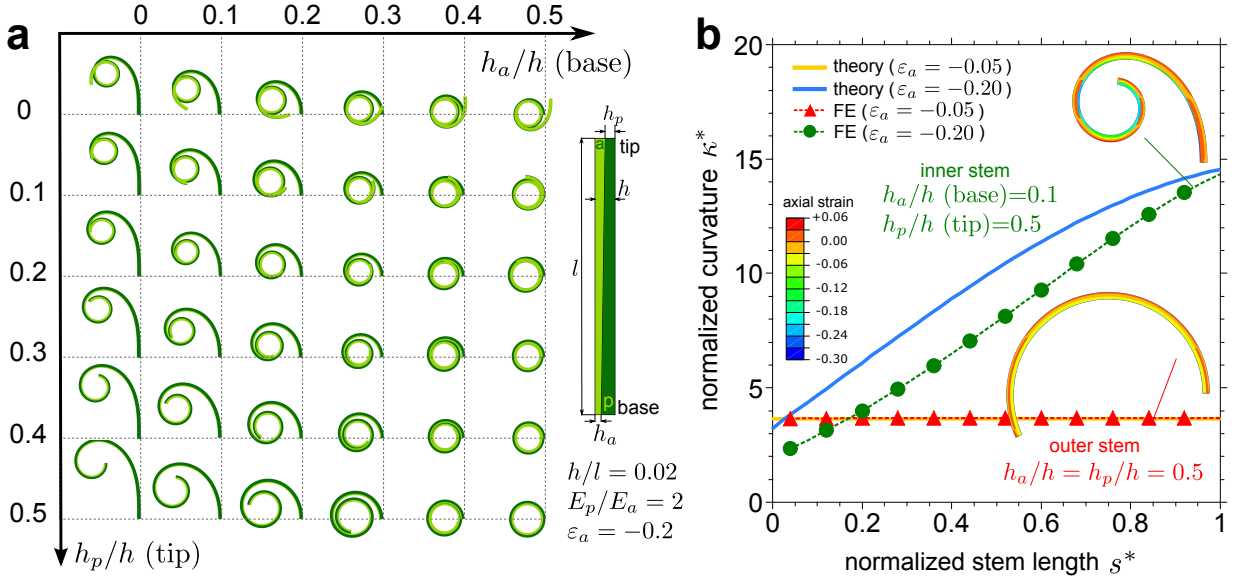 a
0 0.1 0.2 0.3 0.4 0.5
h_a/h (base)
0
0.1
0.2
0.3
0.4
0.5
h_p/h (tip)
h_p
a
tip
h
l
p
base
h_a
h/l = 0.02
E_p/E_a = 2
ε_a = −0.2
b
normalized curvature κ*
20
15
10
5
0
theory (ε_a = −0.05)
theory (ε_a = −0.20)
FE (ε_a = −0.05)
FE (ε_a = −0.20)
inner stem
h_a/h (base)=0.1
h_p/h (tip)=0.5
axial strain
+0.06
0.00
-0.06
-0.12
-0.18
-0.24
-0.30
outer stem
h_a/h = h_p/h = 0.5
0 0.2 0.4 0.6 0.8 1
normalized stem length s*